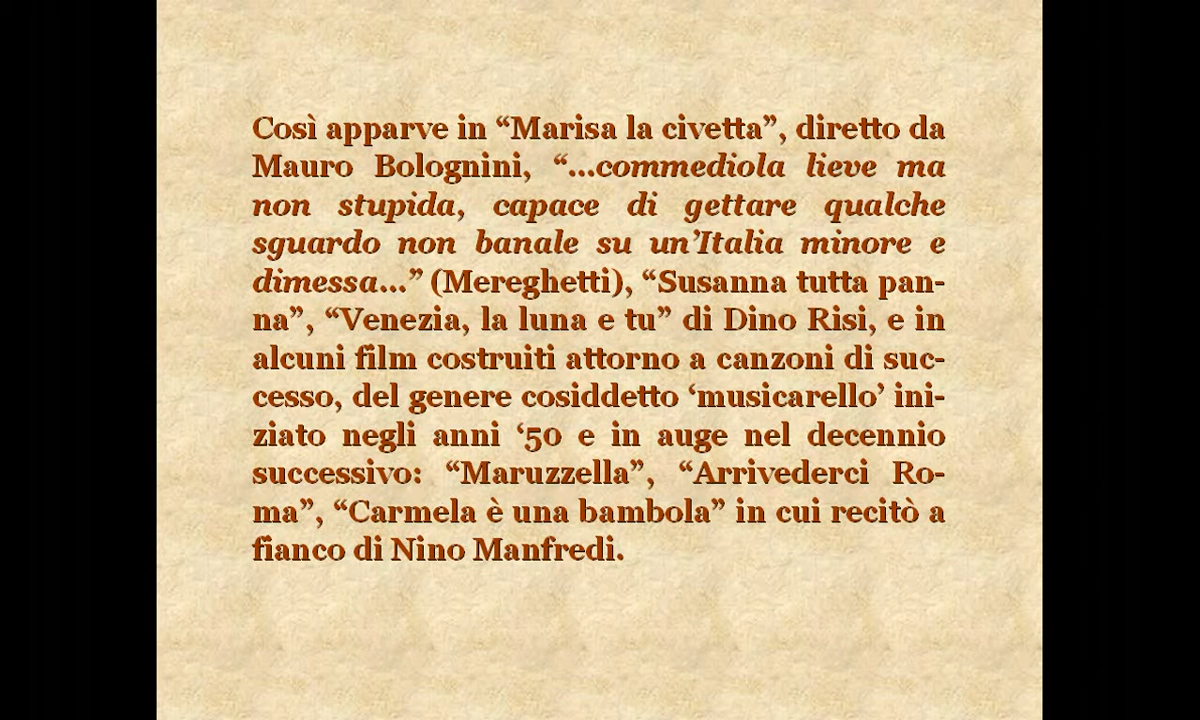 Così apparve in “Marisa la civetta”, diretto da
Mauro Bolognini, “...commediola lieve ma
non stupida, capace di gettare qualche
sguardo non banale su un’Italia minore e
dimessa...” (Mereghetti), “Susanna tutta pan-
na”, “Venezia, la luna e tu” di Dino Risi, e in
alcuni film costruiti attorno a canzoni di suc-
cesso, del genere cosiddetto ‘musicarello’ ini-
ziato negli anni ‘50 e in auge nel decennio
successivo: “Maruzzella”, “Arrivederci Ro-
ma”, “Carmela è una bambola” in cui recitò a
fianco di Nino Manfredi.